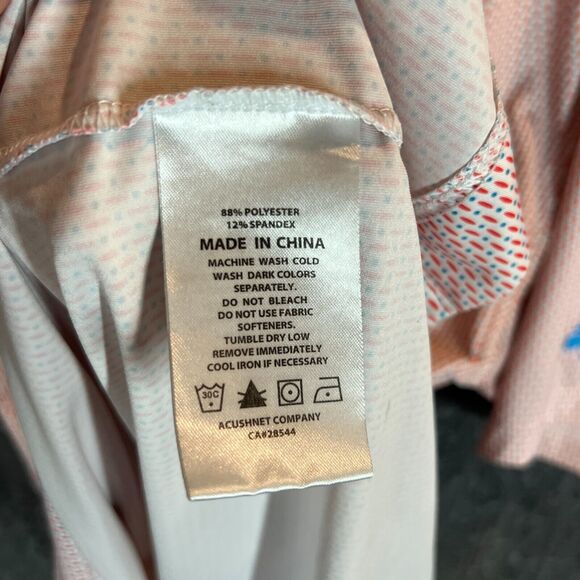 88% POLYESTER
12% SPANDEX
MADE IN CHINA
MACHINE WASH COLD
WASH DARK COLORS
SEPARATELY.
DO NOT BLEACH
DO NOT USE FABRIC
SOFTENERS.
TUMBLE DRY LOW
REMOVE IMMEDIATELY
COOL IRON IF NECESSARY
30C
ACUSHNET COMPANY
CA#28544